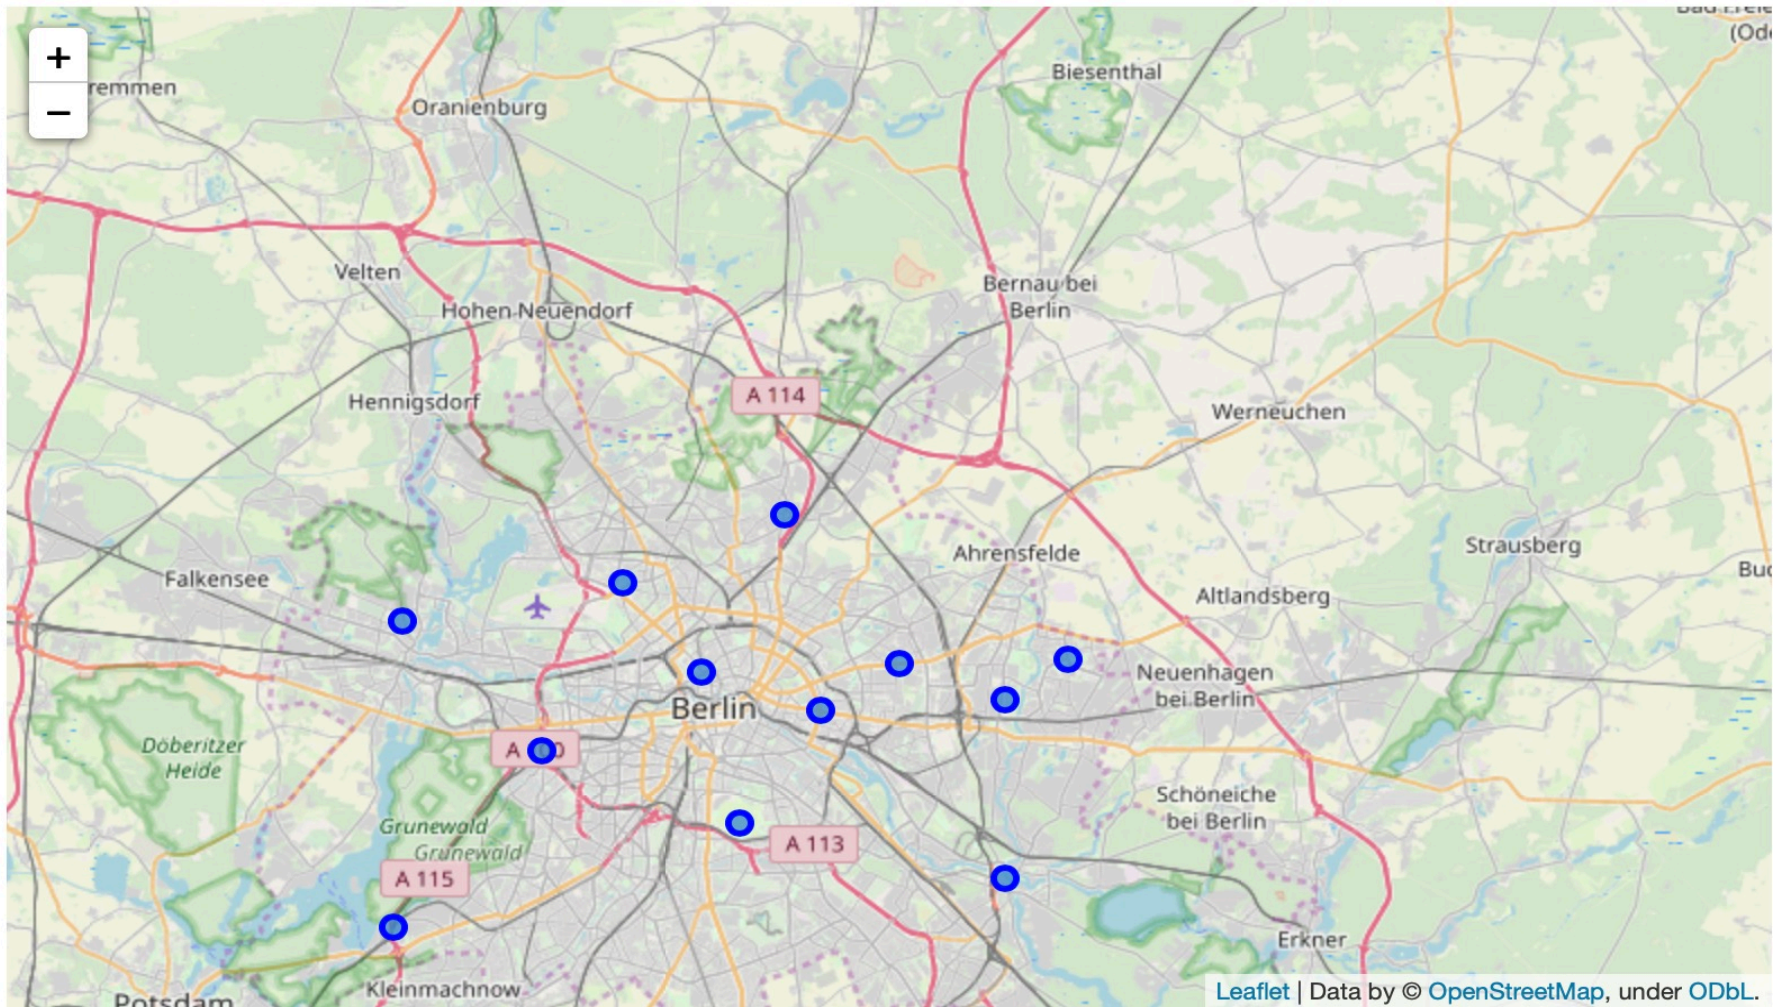 +
−
remmen
Oranienburg
Biesenthal
Velten
Hohen Neuendorf
Bernau bei
Berlin
A 114
Hennigsdorf
Werneuchen
Ahrensfelde
Strausberg
Falkensee
Altlandsberg
Neuenhagen
bei Berlin
Berlin
Döberitzer
Heide
Schöneiche
bei Berlin
Grunewald
Grunewald
A 113
A 115
Erkner
Kleinmachnow
Potsdam
Leaflet | Data by © OpenStreetMap, under ODbL.